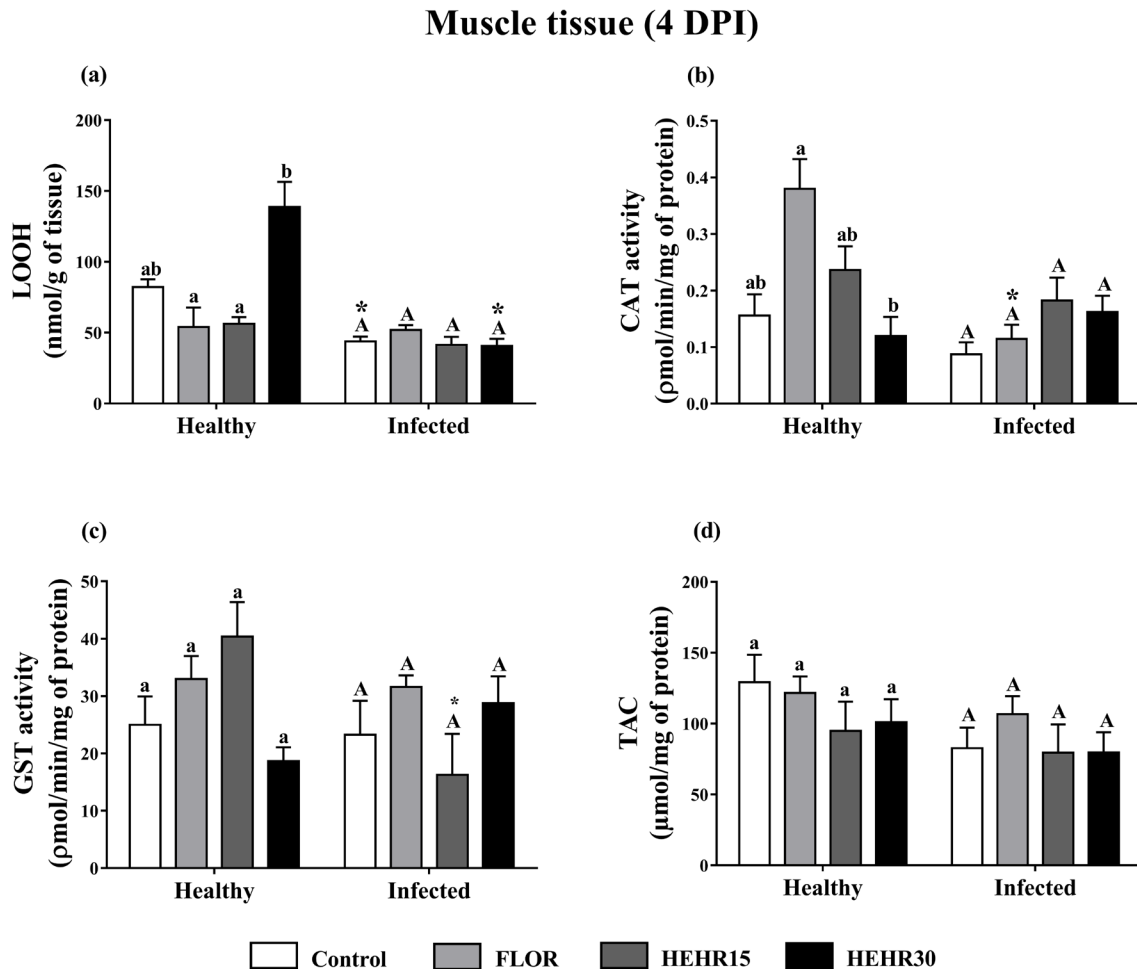 Muscle tissue (4 DPI)
(a)
LOOH
(nmol/g of tissue)
200
150
100
50
0
ab
a
a
b
*
A
A
A
*
A
Healthy
Infected
(b)
CAT activity
(ρmol/min/mg of protein)
0.5
0.4
0.3
0.2
0.1
0.0
ab
a
ab
b
A
*
A
A
A
Healthy
Infected
(c)
GST activity
(ρmol/min/mg of protein)
50
40
30
20
10
0
a
a
a
a
A
A
*
A
A
Healthy
Infected
(d)
TAC
(µmol/mg of protein)
200
150
100
50
0
a
a
a
a
A
A
A
A
Healthy
Infected
Control FLOR HEHR15 HEHR30